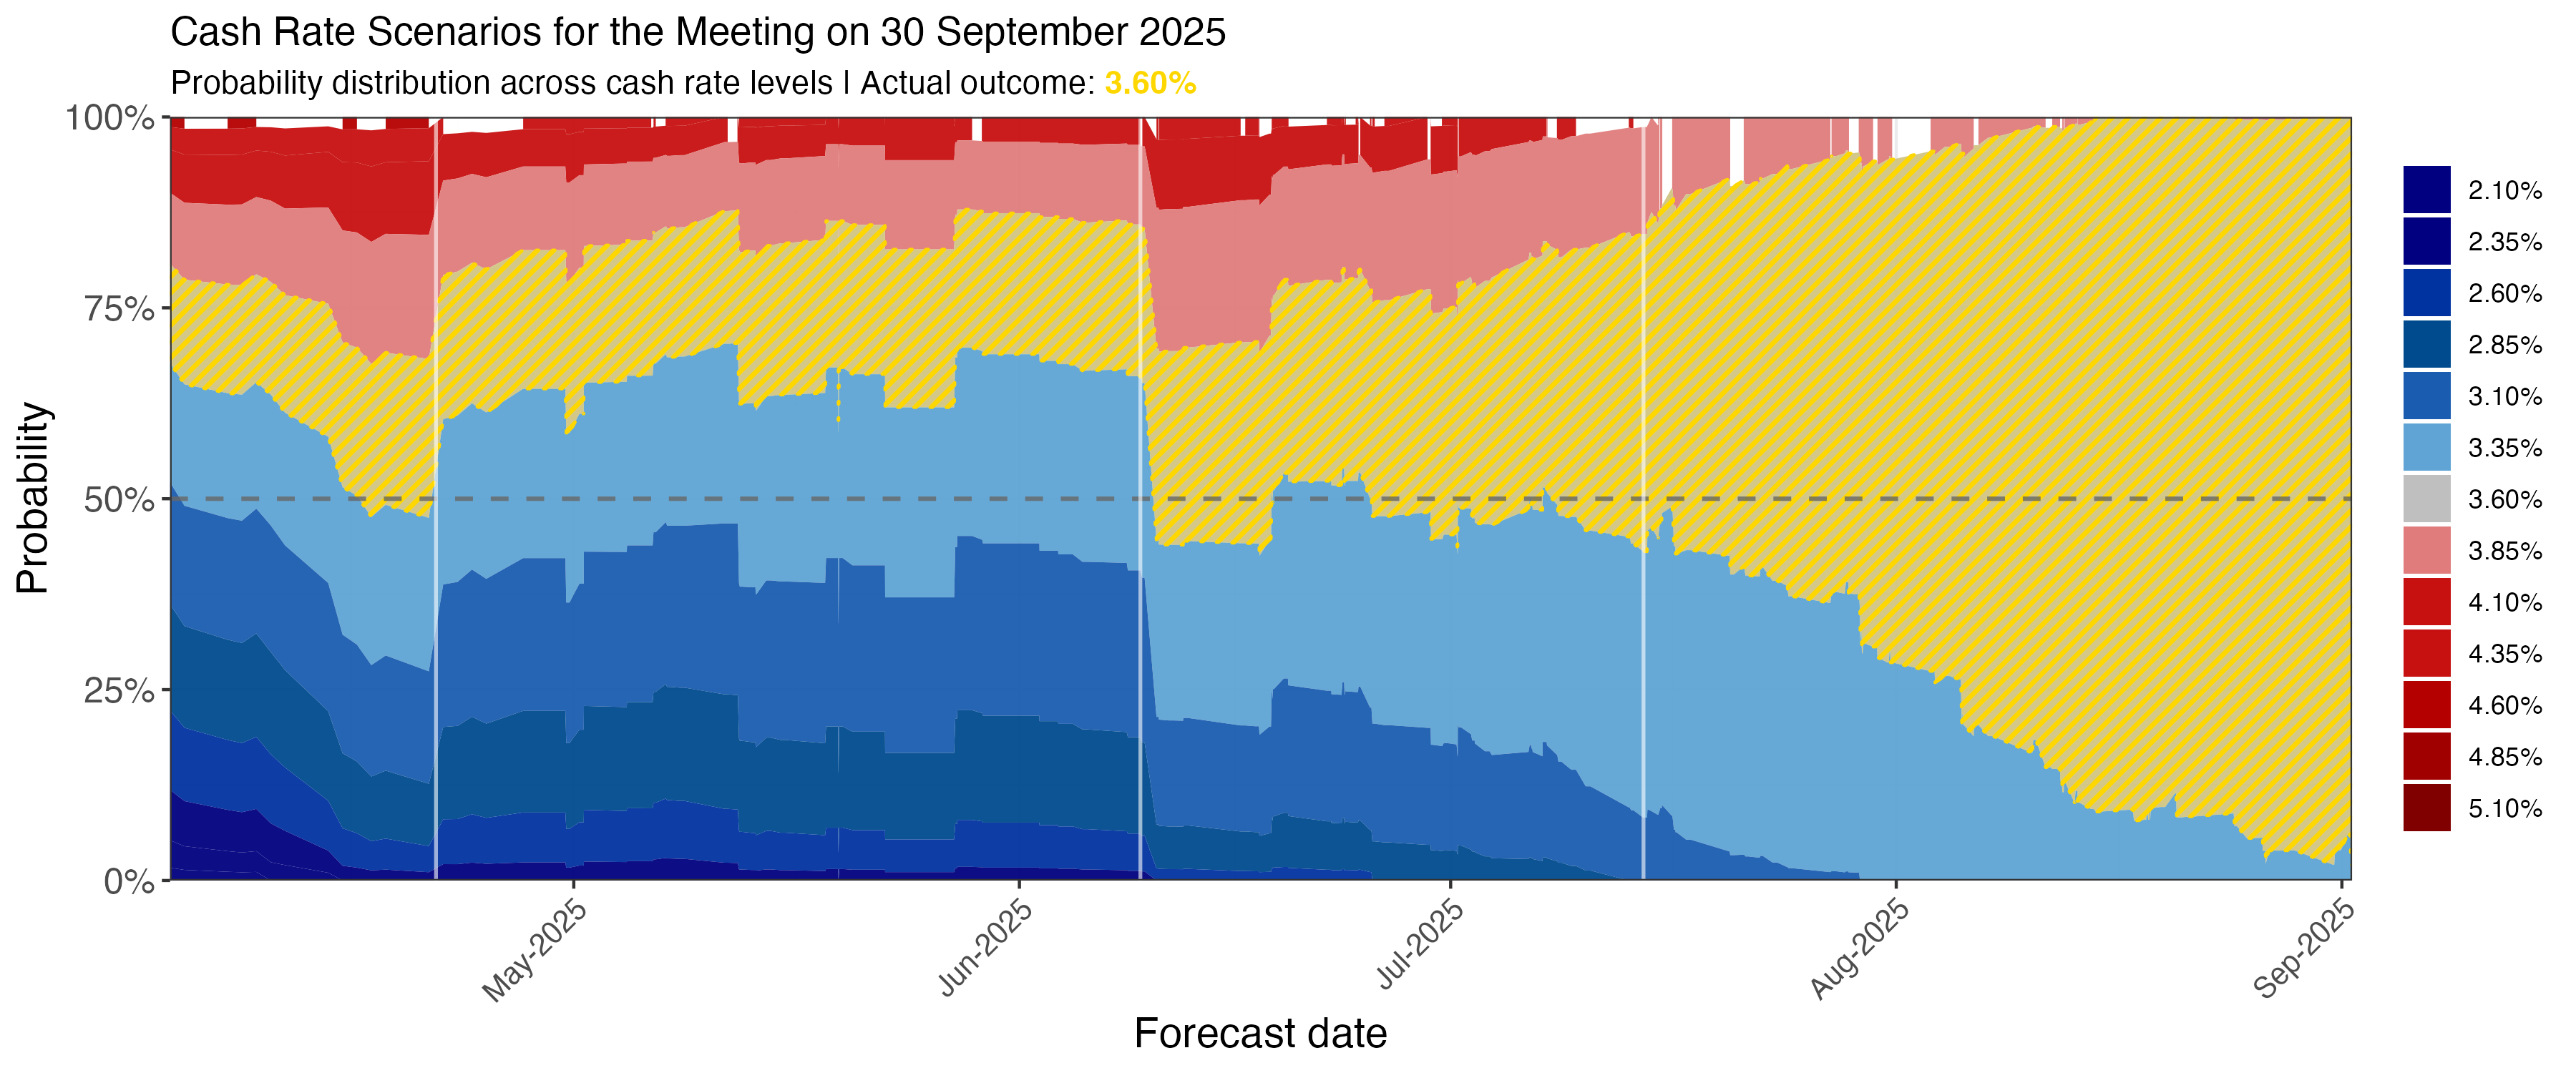 Cash Rate Scenarios for the Meeting on 30 September 2025
Probability distribution across cash rate levels | Actual outcome: 3.60%
100%
75%
50%
25%
0%
Probability
May-2025
Jun-2025
Jul-2025
Aug-2025
Sep-2025
Forecast date
2.10%
2.35%
2.60%
2.85%
3.10%
3.35%
3.60%
3.85%
4.10%
4.35%
4.60%
4.85%
5.10%